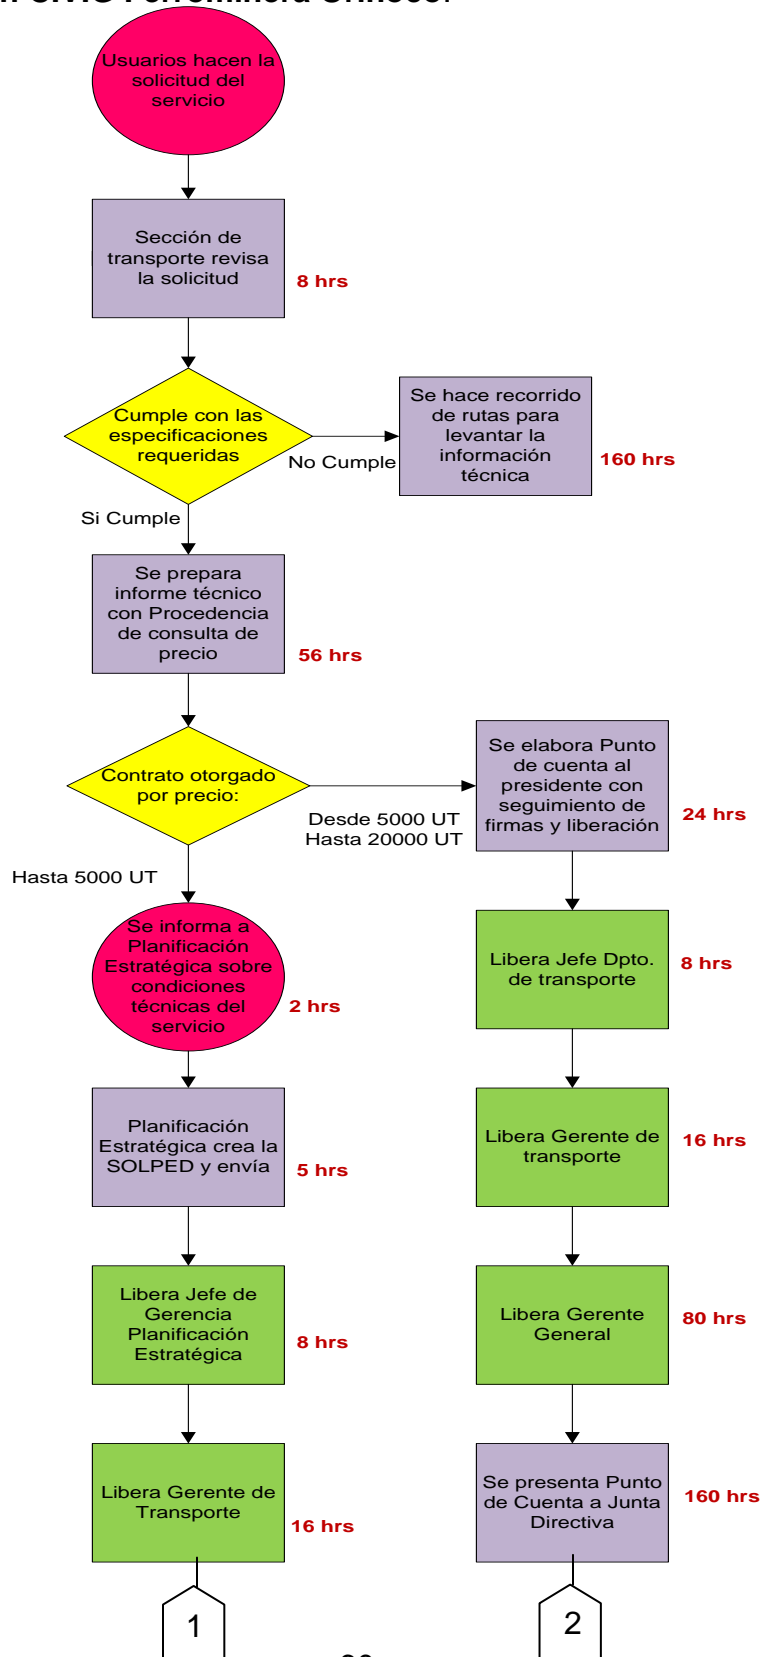 Usuarios hacen la
solicitud del
servicio
Sección de
transporte revisa
la solicitud
8 hrs
Cumple con las
especificaciones
requeridas
No Cumple
Se hace recorrido
de rutas para
levantar la
información
técnica
160 hrs
Si Cumple
Se prepara
informe técnico
con Procedencia
de consulta de
precio
56 hrs
Contrato otorgado
por precio:
Desde 5000 UT
Hasta 20000 UT
Se elabora Punto
de cuenta al
presidente con
seguimiento de
firmas y liberación
24 hrs
Hasta 5000 UT
Se informa a
Planificación
Estratégica sobre
condiciones
técnicas del
servicio
2 hrs
Libera Jefe Dpto.
de transporte
8 hrs
Planificación
Estratégica crea la
SOLPED y envía
5 hrs
Libera Gerente de
transporte
16 hrs
Libera Jefe de
Gerencia
Planificación
Estratégica
8 hrs
Libera Gerente
General
80 hrs
Libera Gerente de
Transporte
16 hrs
Se presenta Punto
de Cuenta a Junta
Directiva
160 hrs
1
2